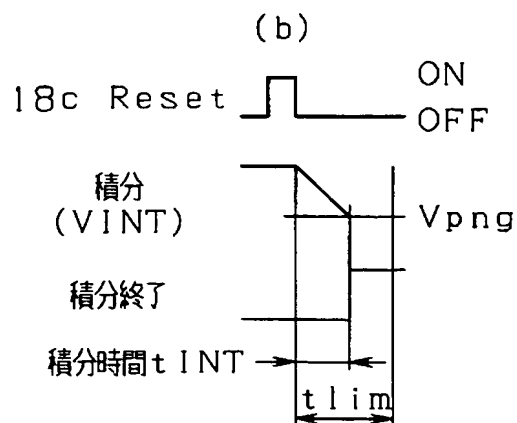 (b)
18c Reset
ON
OFF
積分
(VINT)
Vpng
積分終了
積分時間tINT
tlim